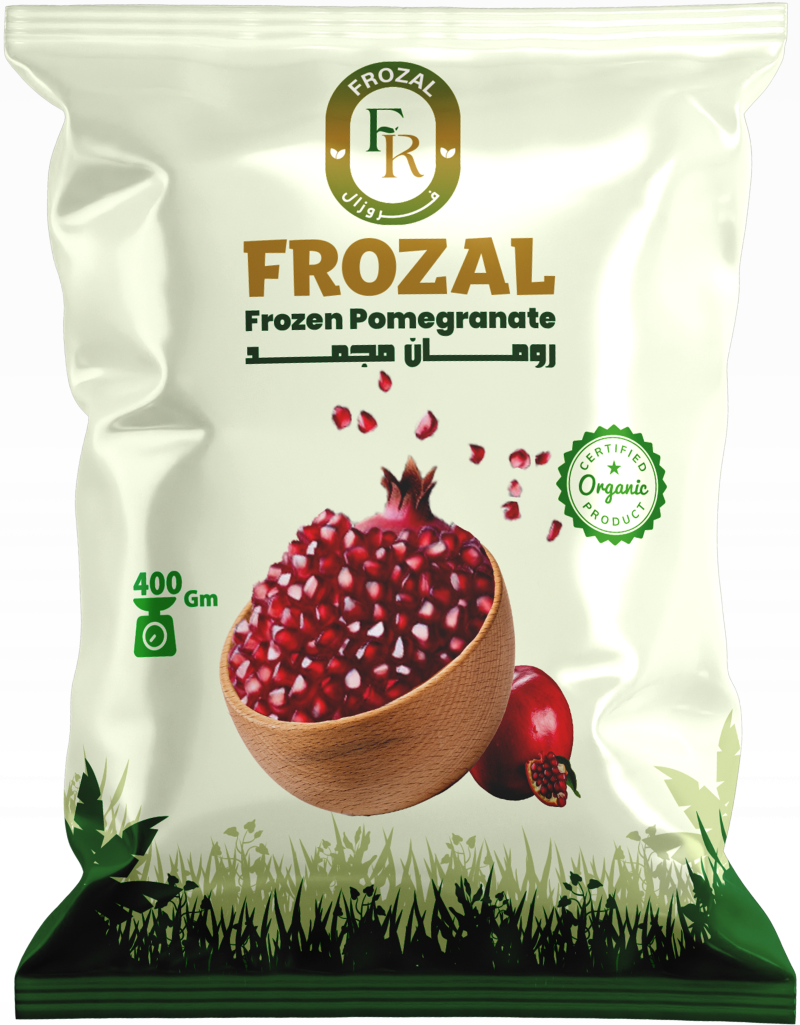 FROZAL
FR
فروزال
FROZAL
Frozen Pomegranate
رومان مجمد
CERTIFIED
Organic
PRODUCT
400 Gm